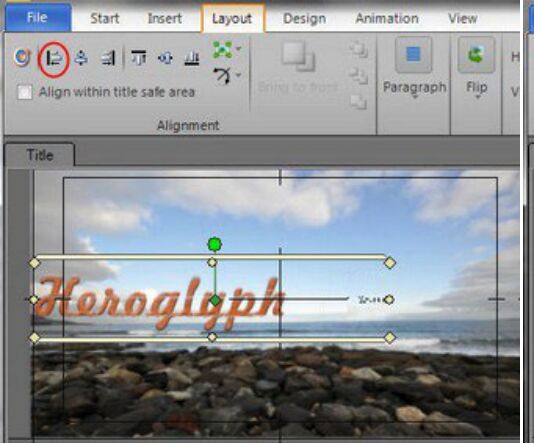 File Start Insert Layout Design Animation View
Align within title safe area
Bring to front
Paragraph
Flip
Alignment
Title
Heroglyph